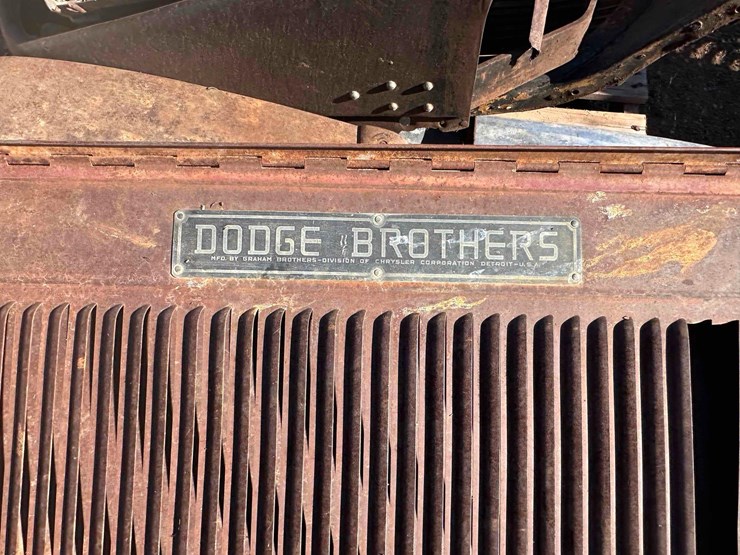 DODGE BROTHERS
MFD. BY GRAHAM BROTHERS-DIVISION OF CHRYSLER CORPORATION DETROIT-U.S.A.